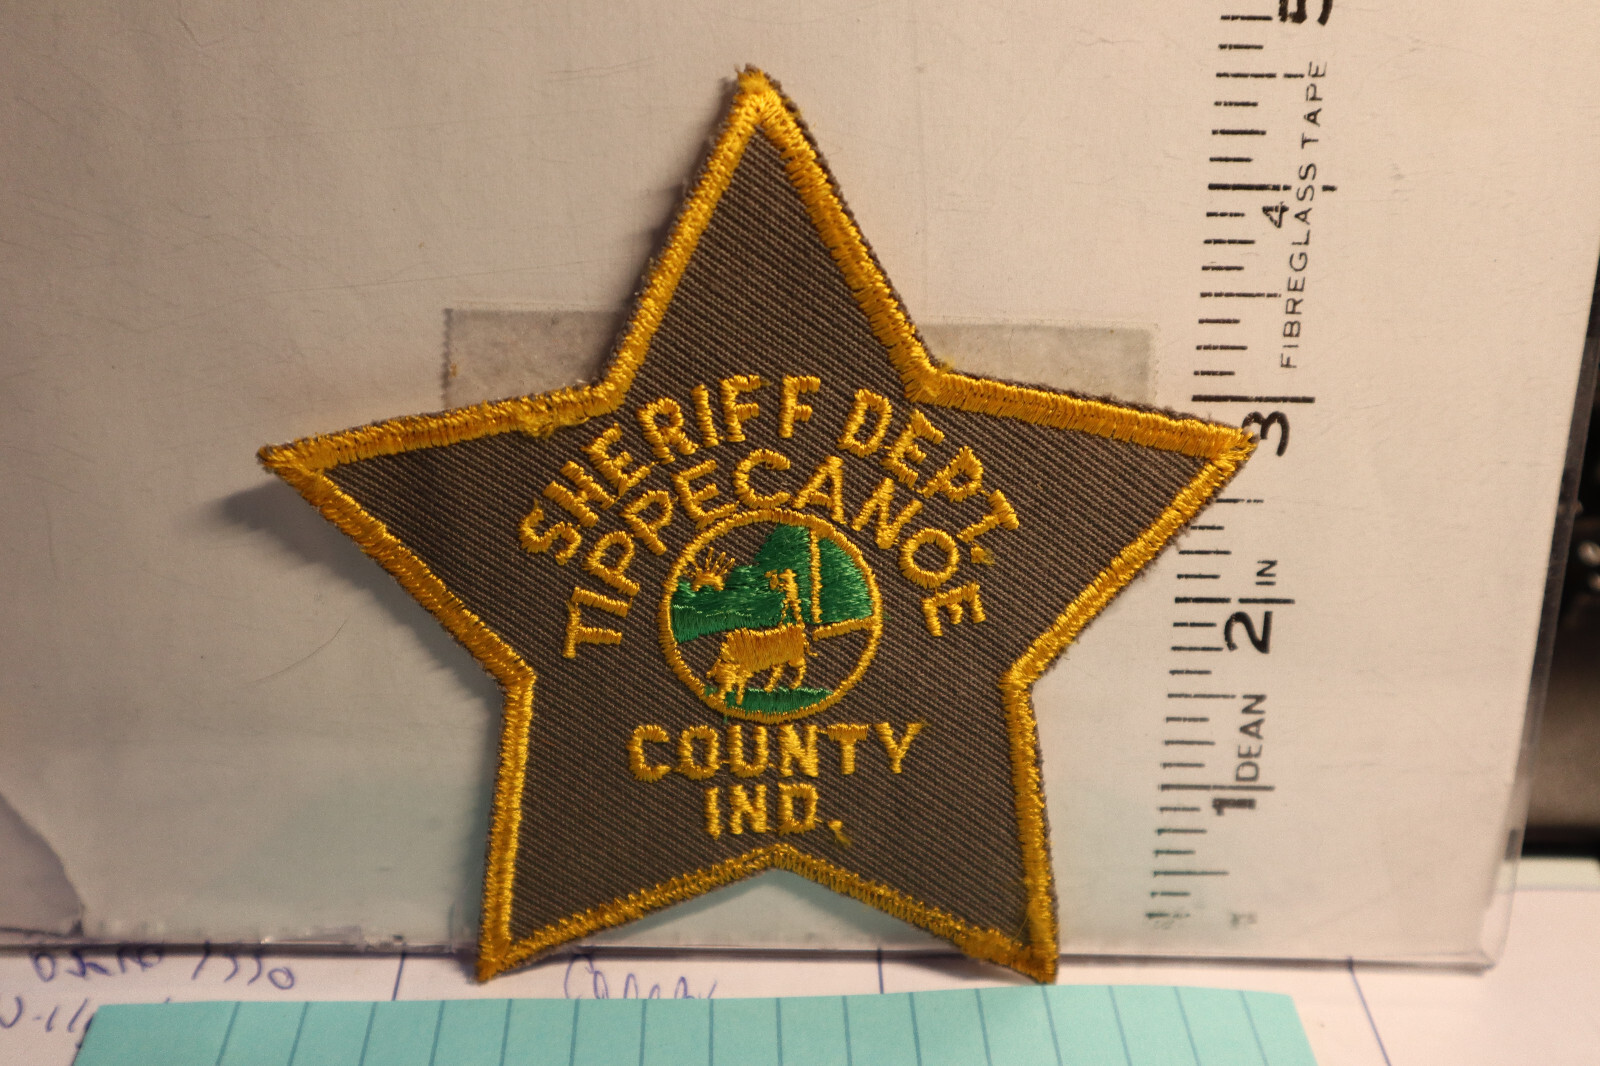 SHERIFF DEPT.
TIPPECANOE
COUNTY
IND.
5
4
3
2 IN
1 DEAN
FIBREGLASS TAPE